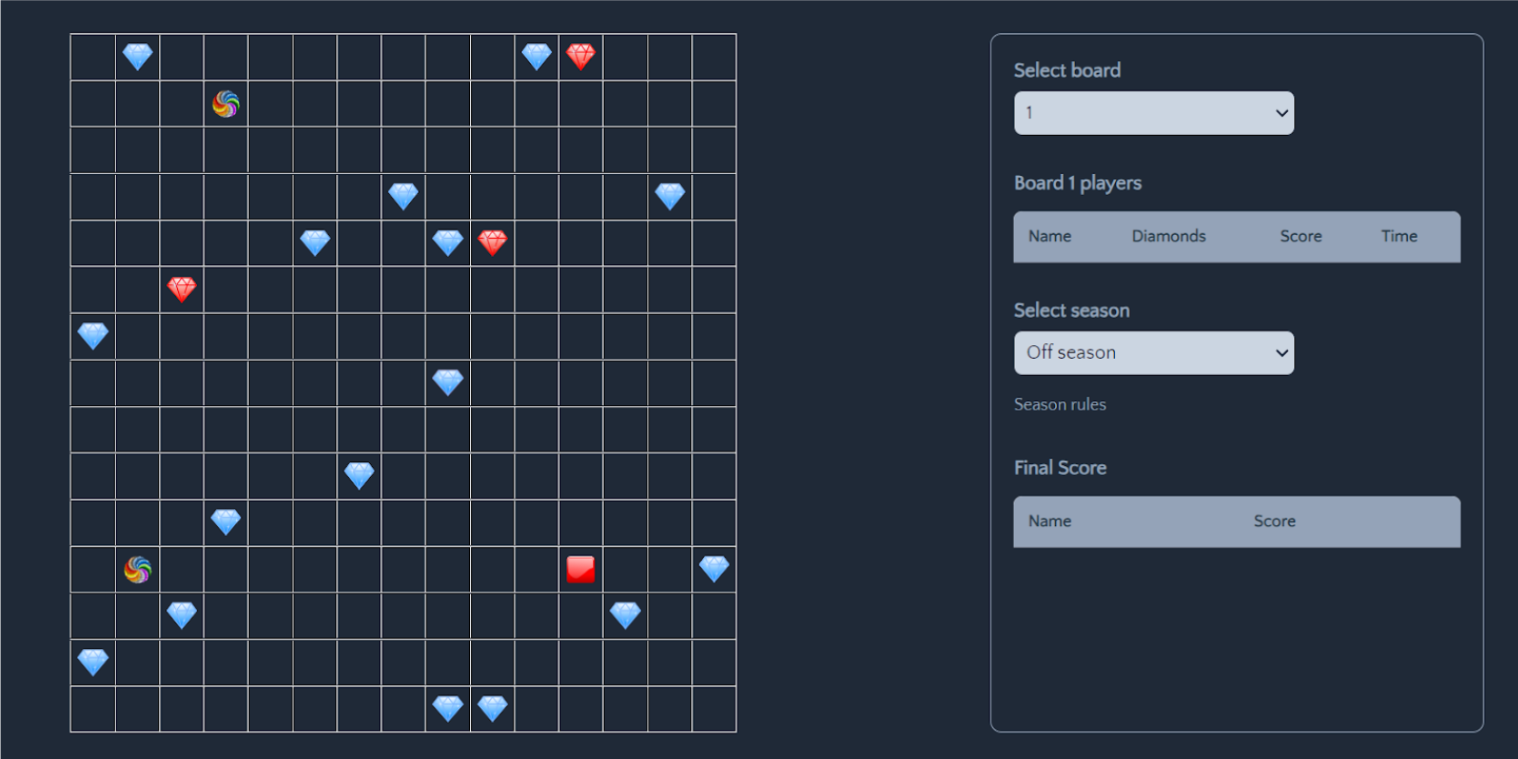 Select board
1
Board 1 players
Name Diamonds Score Time
Select season
Off season
Season rules
Final Score
Name Score